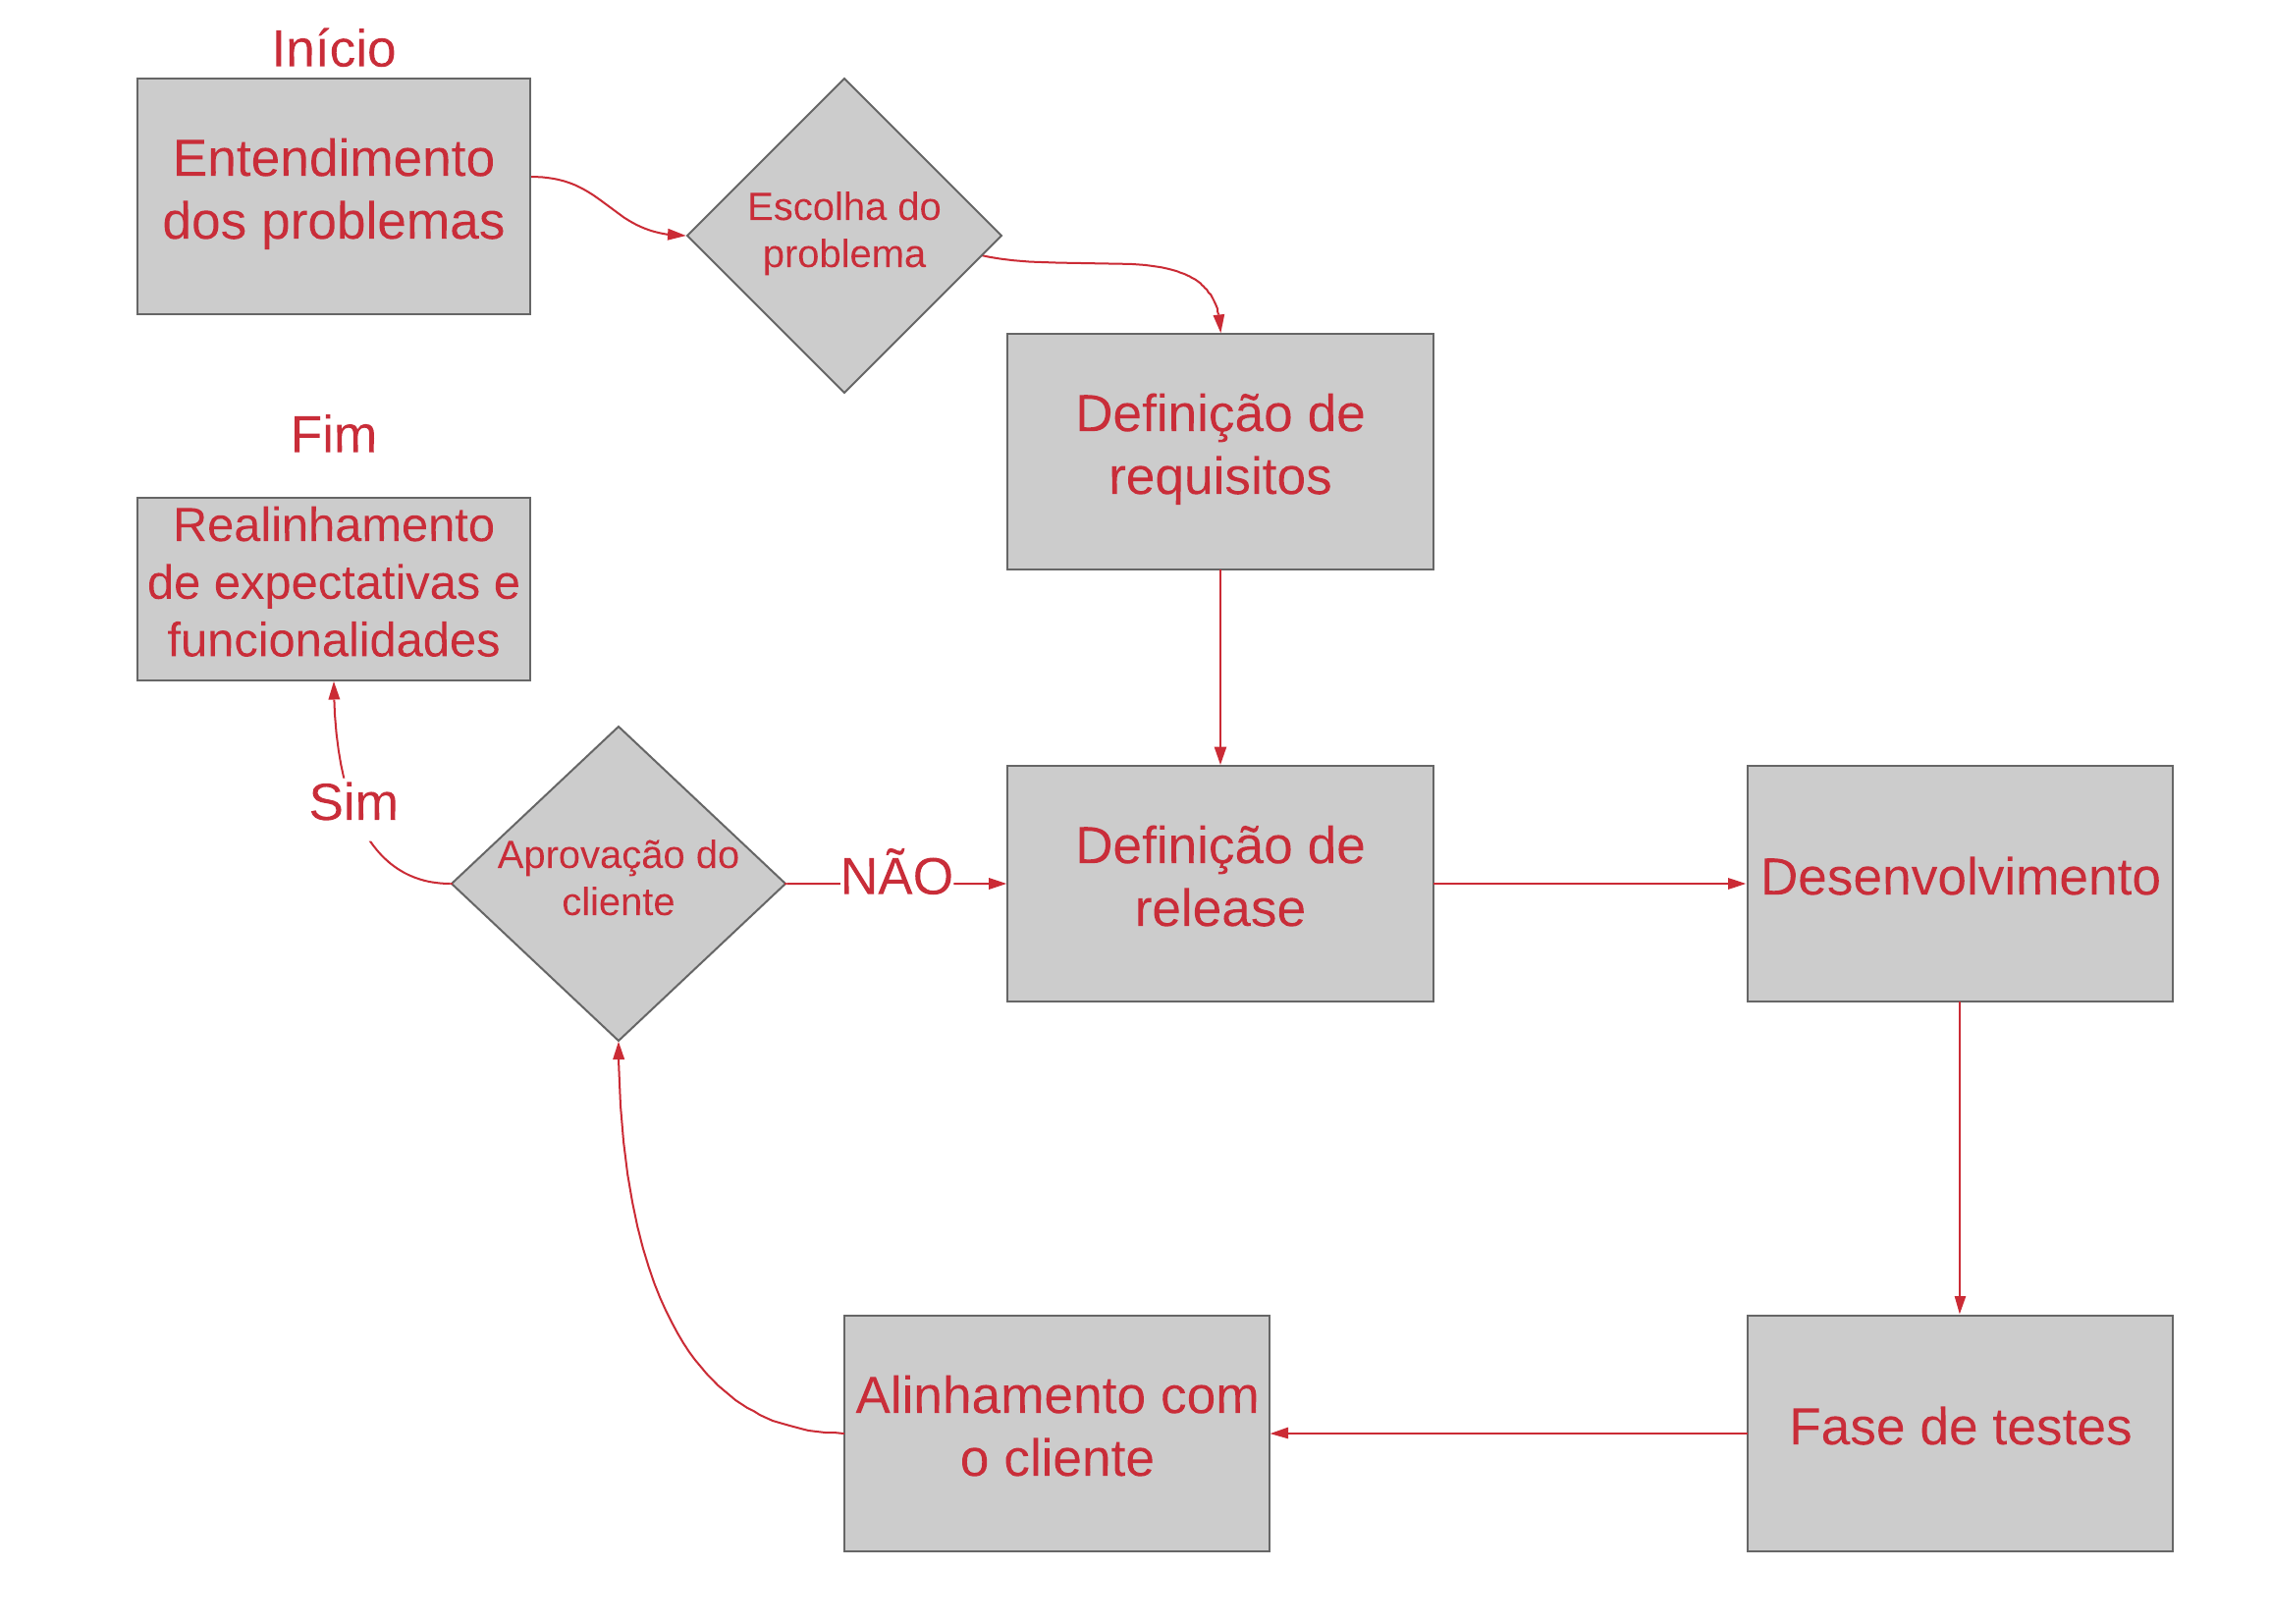 Início
Entendimento
dos problemas
Escolha do
problema
Definição de
requisitos
Fim
Realinhamento
de expectativas e
funcionalidades
Sim
Aprovação do
cliente
NÃO
Definição de
release
Desenvolvimento
Alinhamento com
o cliente
Fase de testes